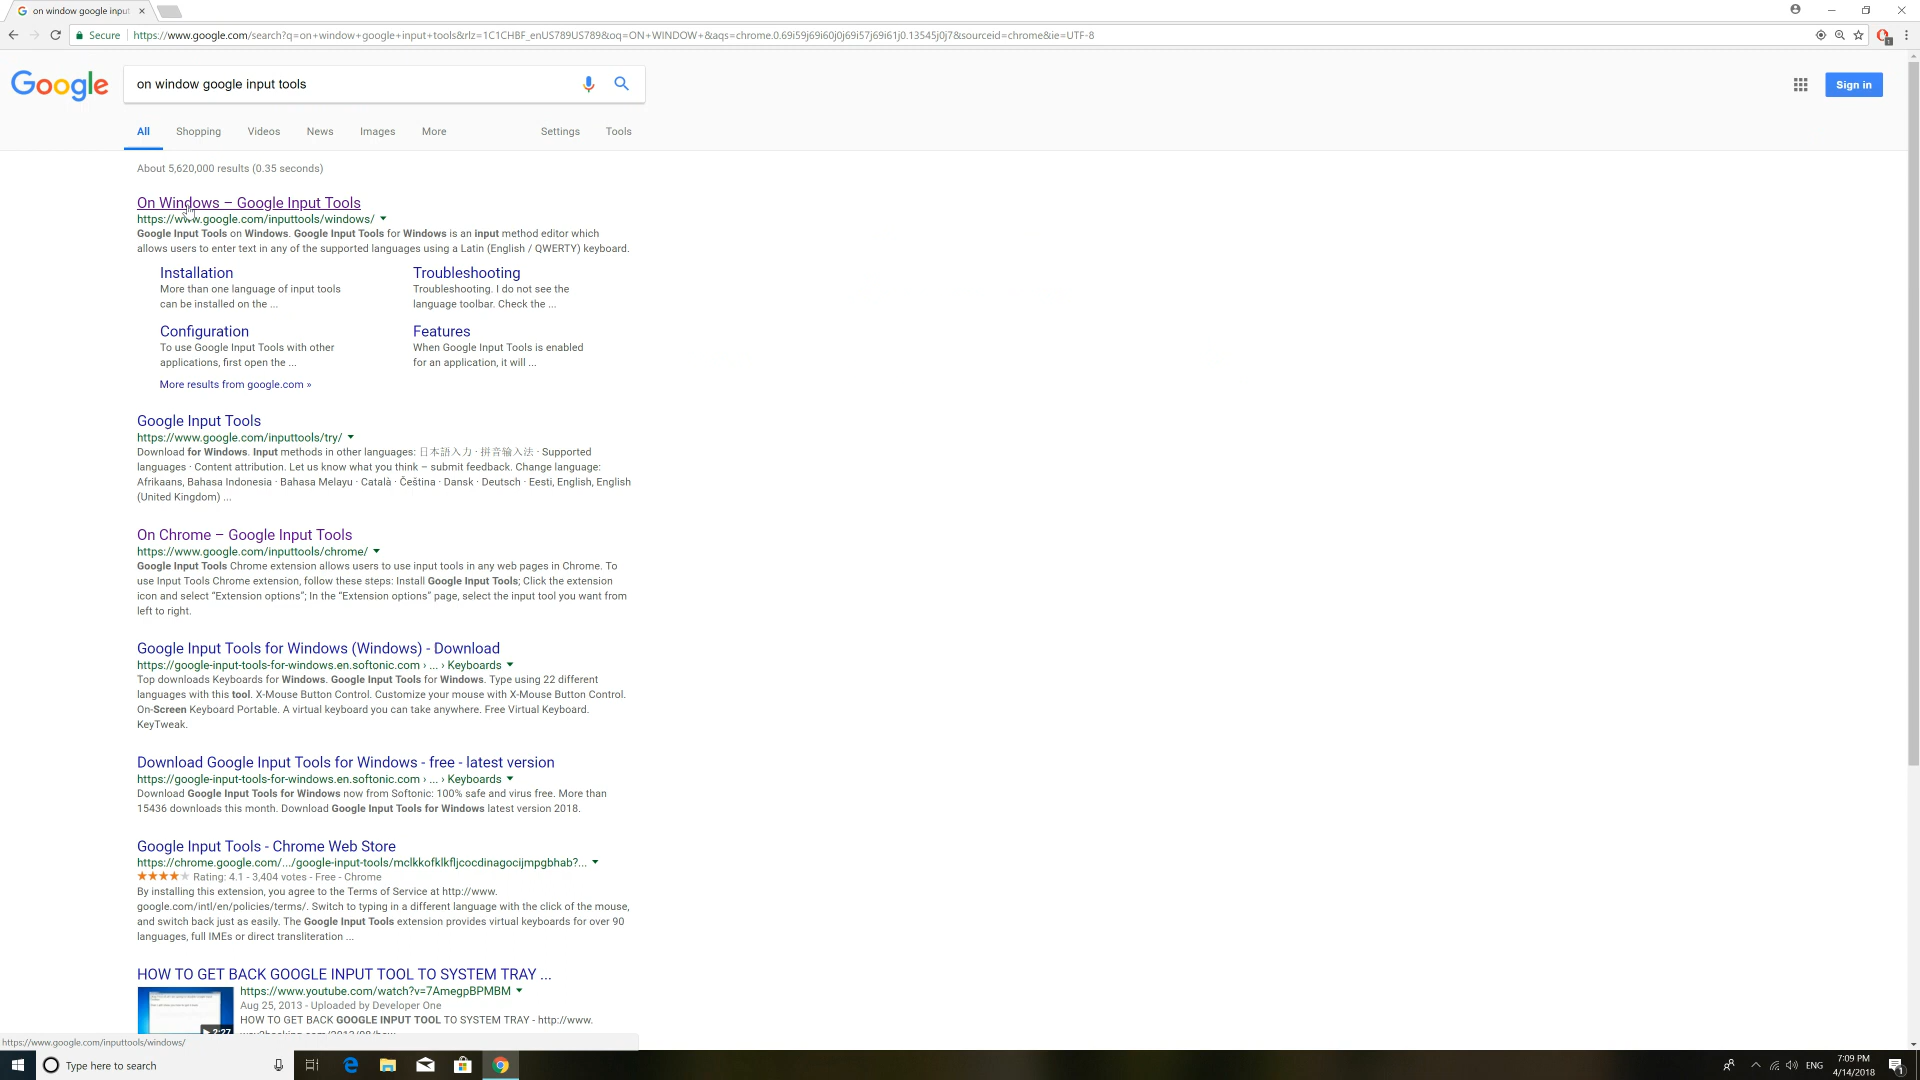 on window google input
Secure
https://www.google.com/search?q=on+window+google+input+tools&rlz=1C1CHBF_enUS789US789&oq=ON+WINDOW+&aqs=chrome.0.69i59j69i60j0j69i57j69i61j0.13545j0j7&sourceid=chrome&ie=UTF-8
Google
on window google input tools
Sign in
All Shopping Videos News Images More Settings Tools
About 5,620,000 results (0.35 seconds)
On Windows – Google Input Tools
https://www.google.com/inputtools/windows/
Google Input Tools on Windows. Google Input Tools for Windows is an input method editor which
allows users to enter text in any of the supported languages using a Latin (English / QWERTY) keyboard.
Installation
More than one language of input tools
can be installed on the ...
Troubleshooting
Troubleshooting. I do not see the
language toolbar. Check the ...
Configuration
To use Google Input Tools with other
applications, first open the ...
Features
When Google Input Tools is enabled
for an application, it will ...
More results from google.com »
Google Input Tools
https://www.google.com/inputtools/try/
Download for Windows. Input methods in other languages: 日本語入力 · 拼音输入法 · Supported
languages · Content attribution. Let us know what you think – submit feedback. Change language:
Afrikaans, Bahasa Indonesia · Bahasa Melayu · Català · Čeština · Dansk · Deutsch · Eesti, English, English
(United Kingdom) ...
On Chrome – Google Input Tools
https://www.google.com/inputtools/chrome/
Google Input Tools Chrome extension allows users to use input tools in any web pages in Chrome. To
use Input Tools Chrome extension, follow these steps: Install Google Input Tools; Click the extension
icon and select “Extension options”; In the “Extension options” page, select the input tool you want from
left to right.
Google Input Tools for Windows (Windows) - Download
https://google-input-tools-for-windows.en.softonic.com › ... › Keyboards
Top downloads Keyboards for Windows. Google Input Tools for Windows. Type using 22 different
languages with this tool. X-Mouse Button Control. Customize your mouse with X-Mouse Button Control.
On-Screen Keyboard Portable. A virtual keyboard you can take anywhere. Free Virtual Keyboard.
KeyTweak.
Download Google Input Tools for Windows - free - latest version
https://google-input-tools-for-windows.en.softonic.com › ... › Keyboards
Download Google Input Tools for Windows now from Softonic: 100% safe and virus free. More than
15436 downloads this month. Download Google Input Tools for Windows latest version 2018.
Google Input Tools - Chrome Web Store
https://chrome.google.com/.../google-input-tools/mclkkofklkfljcocdinagocijmpgbhab?...
Rating: 4.1 - 3,404 votes - Free - Chrome
By installing this extension, you agree to the Terms of Service at http://www.
google.com/intl/en/policies/terms/. Switch to typing in a different language with the click of the mouse,
and switch back just as easily. The Google Input Tools extension provides virtual keyboards for over 90
languages, full IMEs or direct transliteration ...
HOW TO GET BACK GOOGLE INPUT TOOL TO SYSTEM TRAY ...
https://www.youtube.com/watch?v=7AmegpBPMBM
Aug 25, 2013 - Uploaded by Developer One
HOW TO GET BACK GOOGLE INPUT TOOL TO SYSTEM TRAY - http://www.
2:27
https://www.google.com/inputtools/windows/
Type here to search
ENG
7:09 PM
4/14/2018